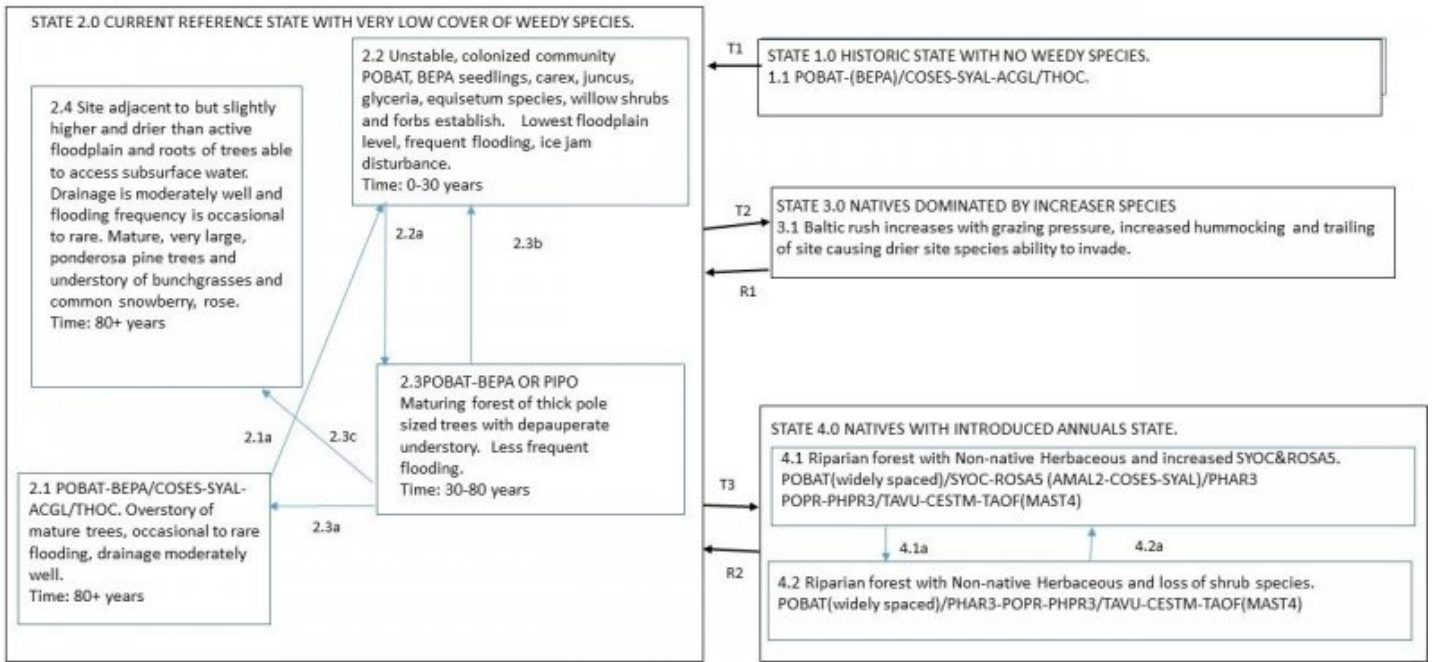 STATE 2.0 CURRENT REFERENCE STATE WITH VERY LOW COVER OF WEEDY SPECIES.
2.4 Site adjacent to but slightly
higher and drier than active
floodplain and roots of trees able
to access subsurface water.
Drainage is moderately well and
flooding frequency is occasional
to rare. Mature, very large,
ponderosa pine trees and
understory of bunchgrasses and
common snowberry, rose.
Time: 80+ years
2.2 Unstable, colonized community
POBAT, BEPA seedlings, carex, juncus,
glyceria, equisetum species, willow shrubs
and forbs establish. Lowest floodplain
level, frequent flooding, ice jam
disturbance.
Time: 0-30 years
2.2a
2.3b
2.3POBAT-BEPA OR PIPO
Maturing forest of thick pole
sized trees with depauperate
understory. Less frequent
flooding.
Time: 30-80 years
2.1a
2.3c
2.3a
2.1 POBAT-BEPA/COSES-SYAL-
ACGL/THOC. Overstory of
mature trees, occasional to rare
flooding, drainage moderately
well.
Time: 80+ years
T1
STATE 1.0 HISTORIC STATE WITH NO WEEDY SPECIES.
1.1 POBAT-(BEPA)/COSES-SYAL-ACGL/THOC.
T2
R1
STATE 3.0 NATIVES DOMINATED BY INCREASER SPECIES
3.1 Baltic rush increases with grazing pressure, increased hummocking and trailing
of site causing drier site species ability to invade.
T3
R2
STATE 4.0 NATIVES WITH INTRODUCED ANNUALS STATE.
4.1 Riparian forest with Non-native Herbaceous and increased SYOC&ROSA5.
POBAT(widely spaced)/SYOC-ROSA5 (AMAL2-COSES-SYAL)/PHAR3
POPR-PHPR3/TAVU-CESTM-TAOF(MAST4)
4.1a
4.2a
4.2 Riparian forest with Non-native Herbaceous and loss of shrub species.
POBAT(widely spaced)/PHAR3-POPR-PHPR3/TAVU-CESTM-TAOF(MAST4)